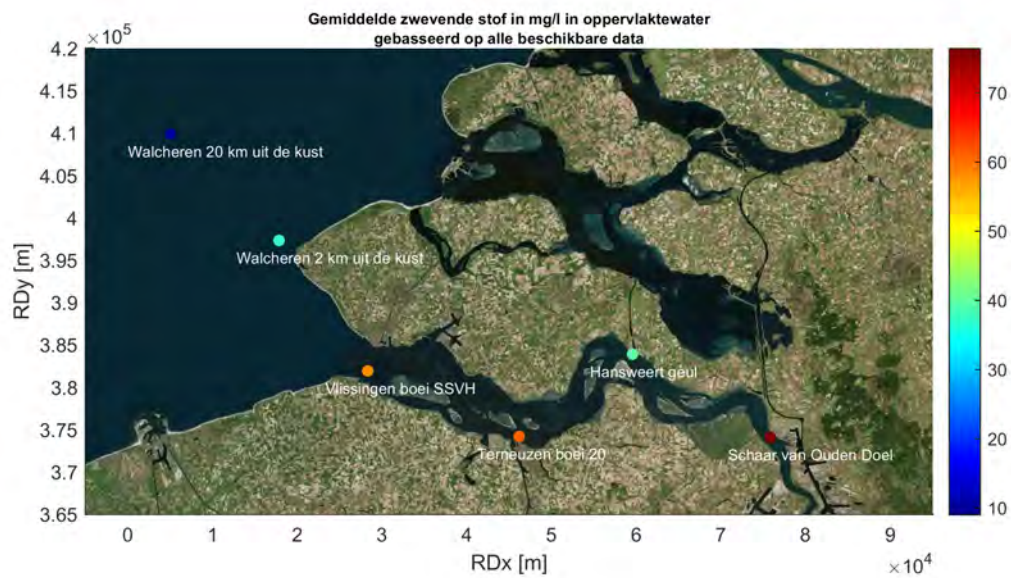 Gemiddelde zwevende stof in mg/l in oppervlaktewater
gebasseerd op alle beschikbare data
×10⁵
4.2
4.15
4.1
4.05
4
3.95
3.9
3.85
3.8
3.75
3.7
3.65
RDy [m]
Walcheren 20 km uit de kust
Walcheren 2 km uit de kust
Hansweert geul
Vlissingen boei SSVH
Terneuzen boei 20
Schaar van Ouden Doel
0 1 2 3 4 5 6 7 8 9
RDx [m]
×10⁴
70
60
50
40
30
20
10